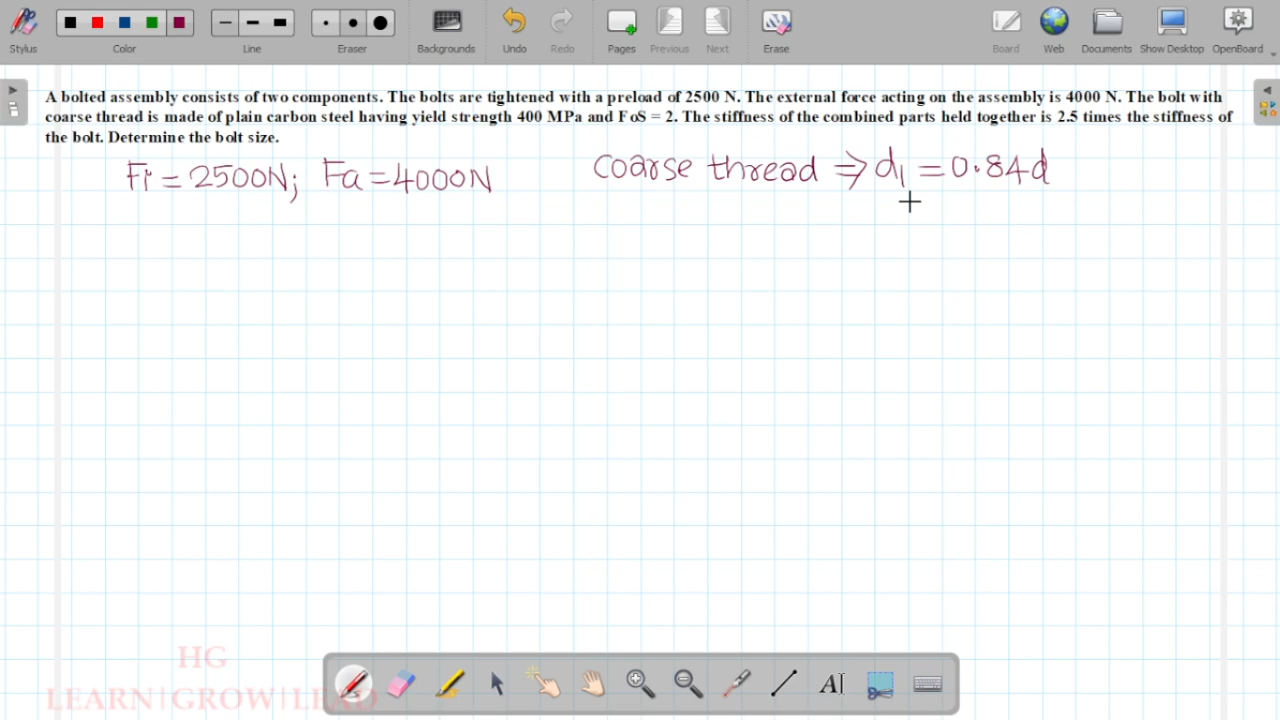 Stylus Color Line Eraser Backgrounds Undo Redo Pages Previous Next Erase Board Web Documents Show Desktop OpenBoard
A bolted assembly consists of two components. The bolts are tightened with a preload of 2500 N. The external force acting on the assembly is 4000 N. The bolt with
coarse thread is made of plain carbon steel having yield strength 400 MPa and FoS = 2. The stiffness of the combined parts held together is 2.5 times the stiffness of
the bolt. Determine the bolt size.
Fi = 2500N; Fa = 4000N coarse thread ⇒ d1 = 0.84d
HG
LEARN|GROW|LEAD